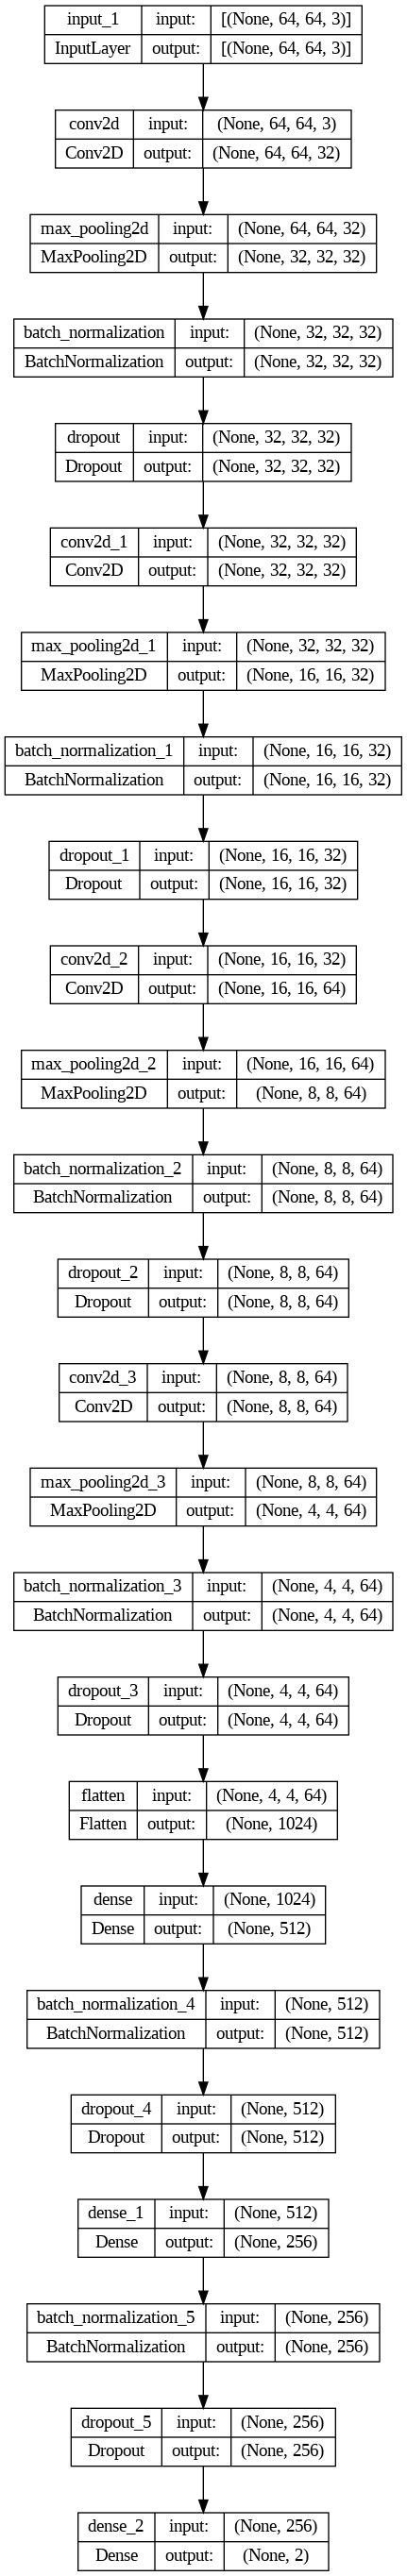 input_1 input: [(None, 64, 64, 3)]
InputLayer output: [(None, 64, 64, 3)]
conv2d input: (None, 64, 64, 3)
Conv2D output: (None, 64, 64, 32)
max_pooling2d input: (None, 64, 64, 32)
MaxPooling2D output: (None, 32, 32, 32)
batch_normalization input: (None, 32, 32, 32)
BatchNormalization output: (None, 32, 32, 32)
dropout input: (None, 32, 32, 32)
Dropout output: (None, 32, 32, 32)
conv2d_1 input: (None, 32, 32, 32)
Conv2D output: (None, 32, 32, 32)
max_pooling2d_1 input: (None, 32, 32, 32)
MaxPooling2D output: (None, 16, 16, 32)
batch_normalization_1 input: (None, 16, 16, 32)
BatchNormalization output: (None, 16, 16, 32)
dropout_1 input: (None, 16, 16, 32)
Dropout output: (None, 16, 16, 32)
conv2d_2 input: (None, 16, 16, 32)
Conv2D output: (None, 16, 16, 64)
max_pooling2d_2 input: (None, 16, 16, 64)
MaxPooling2D output: (None, 8, 8, 64)
batch_normalization_2 input: (None, 8, 8, 64)
BatchNormalization output: (None, 8, 8, 64)
dropout_2 input: (None, 8, 8, 64)
Dropout output: (None, 8, 8, 64)
conv2d_3 input: (None, 8, 8, 64)
Conv2D output: (None, 8, 8, 64)
max_pooling2d_3 input: (None, 8, 8, 64)
MaxPooling2D output: (None, 4, 4, 64)
batch_normalization_3 input: (None, 4, 4, 64)
BatchNormalization output: (None, 4, 4, 64)
dropout_3 input: (None, 4, 4, 64)
Dropout output: (None, 4, 4, 64)
flatten input: (None, 4, 4, 64)
Flatten output: (None, 1024)
dense input: (None, 1024)
Dense output: (None, 512)
batch_normalization_4 input: (None, 512)
BatchNormalization output: (None, 512)
dropout_4 input: (None, 512)
Dropout output: (None, 512)
dense_1 input: (None, 512)
Dense output: (None, 256)
batch_normalization_5 input: (None, 256)
BatchNormalization output: (None, 256)
dropout_5 input: (None, 256)
Dropout output: (None, 256)
dense_2 input: (None, 256)
Dense output: (None, 2)